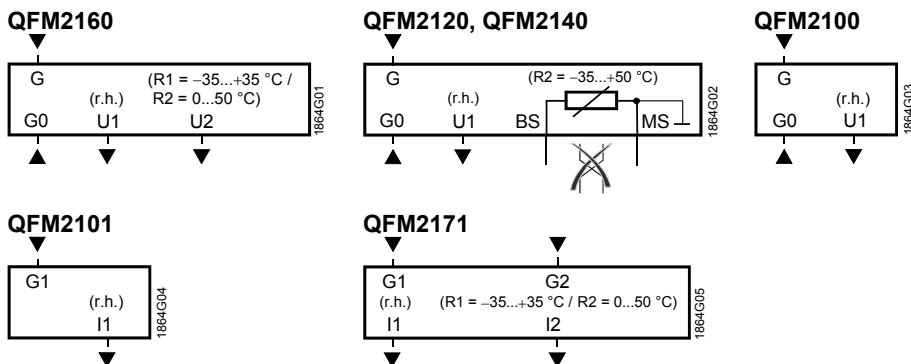 QFM2160
G
(R1 = –35...+35 °C /
R2 = 0...50 °C)
(r.h.)
G0
U1
U2
1864G01
QFM2120, QFM2140
G
(R2 = –35...+50 °C)
(r.h.)
G0
U1
BS
MS
1864G02
QFM2100
G
(r.h.)
G0
U1
1864G03
QFM2101
G1
(r.h.)
I1
1864G04
QFM2171
G1
G2
(r.h.)
(R1 = –35...+35 °C / R2 = 0...50 °C)
I1
I2
1864G05